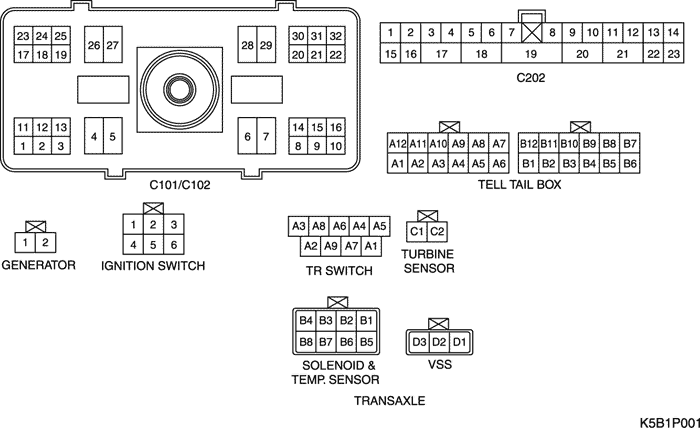 23 24 25 26 27 28 29 30 31 32
17 18 19 20 21 22
11 12 13 4 5 6 7 14 15 16
1 2 3 8 9 10
C101/C102
1 2 3 4 5 6 7 8 9 10 11 12 13 14
15 16 17 18 19 20 21 22 23
C202
A12 A11 A10 A9 A8 A7 B12 B11 B10 B9 B8 B7
A1 A2 A3 A4 A5 A6 B1 B2 B3 B4 B5 B6
TELL TAIL BOX
1 2
GENERATOR
1 2 3
4 5 6
IGNITION SWITCH
A3 A8 A6 A4 A5
A2 A9 A7 A1
TR SWITCH
C1 C2
TURBINE
SENSOR
B4 B3 B2 B1
B8 B7 B6 B5
SOLENOID &
TEMP. SENSOR
D3 D2 D1
VSS
TRANSAXLE
K5B1P001